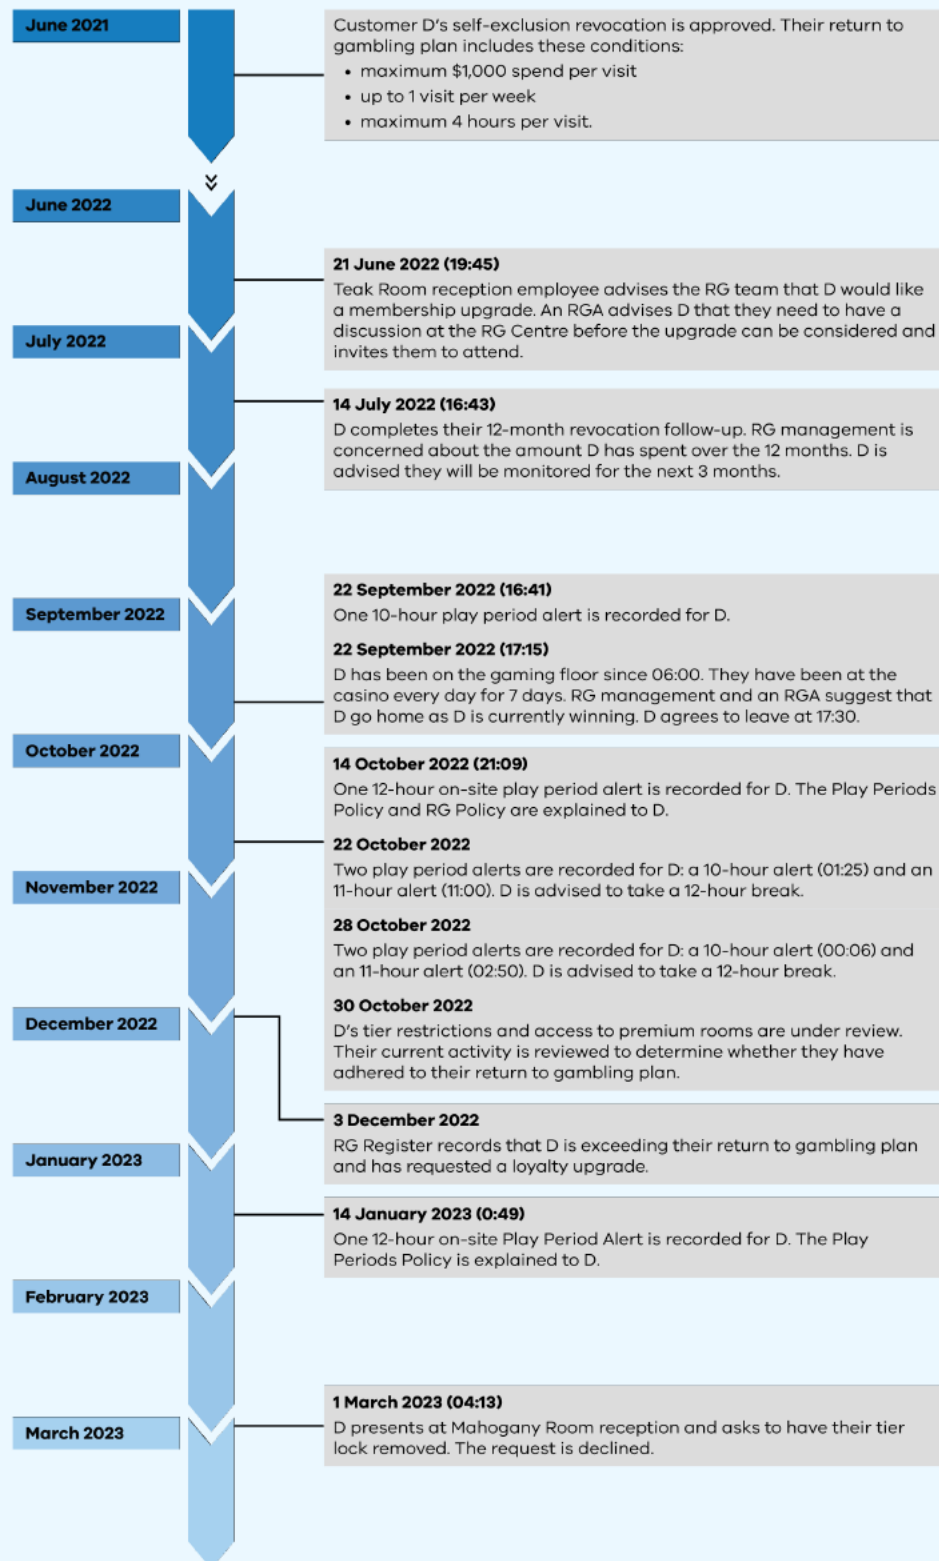 June 2021
Customer D's self-exclusion revocation is approved. Their return to
gambling plan includes these conditions:
• maximum $1,000 spend per visit
• up to 1 visit per week
• maximum 4 hours per visit.
June 2022
21 June 2022 (19:45)
Teak Room reception employee advises the RG team that D would like
a membership upgrade. An RGA advises D that they need to have a
discussion at the RG Centre before the upgrade can be considered and
invites them to attend.
July 2022
14 July 2022 (16:43)
D completes their 12-month revocation follow-up. RG management is
concerned about the amount D has spent over the 12 months. D is
advised they will be monitored for the next 3 months.
August 2022
September 2022
22 September 2022 (16:41)
One 10-hour play period alert is recorded for D.
22 September 2022 (17:15)
D has been on the gaming floor since 06:00. They have been at the
casino every day for 7 days. RG management and an RGA suggest that
D go home as D is currently winning. D agrees to leave at 17:30.
October 2022
14 October 2022 (21:09)
One 12-hour on-site play period alert is recorded for D. The Play Periods
Policy and RG Policy are explained to D.
22 October 2022
Two play period alerts are recorded for D: a 10-hour alert (01:25) and an
11-hour alert (11:00). D is advised to take a 12-hour break.
November 2022
28 October 2022
Two play period alerts are recorded for D: a 10-hour alert (00:06) and
an 11-hour alert (02:50). D is advised to take a 12-hour break.
30 October 2022
D's tier restrictions and access to premium rooms are under review.
Their current activity is reviewed to determine whether they have
adhered to their return to gambling plan.
December 2022
3 December 2022
RG Register records that D is exceeding their return to gambling plan
and has requested a loyalty upgrade.
January 2023
14 January 2023 (0:49)
One 12-hour on-site Play Period Alert is recorded for D. The Play
Periods Policy is explained to D.
February 2023
March 2023
1 March 2023 (04:13)
D presents at Mahogany Room reception and asks to have their tier
lock removed. The request is declined.